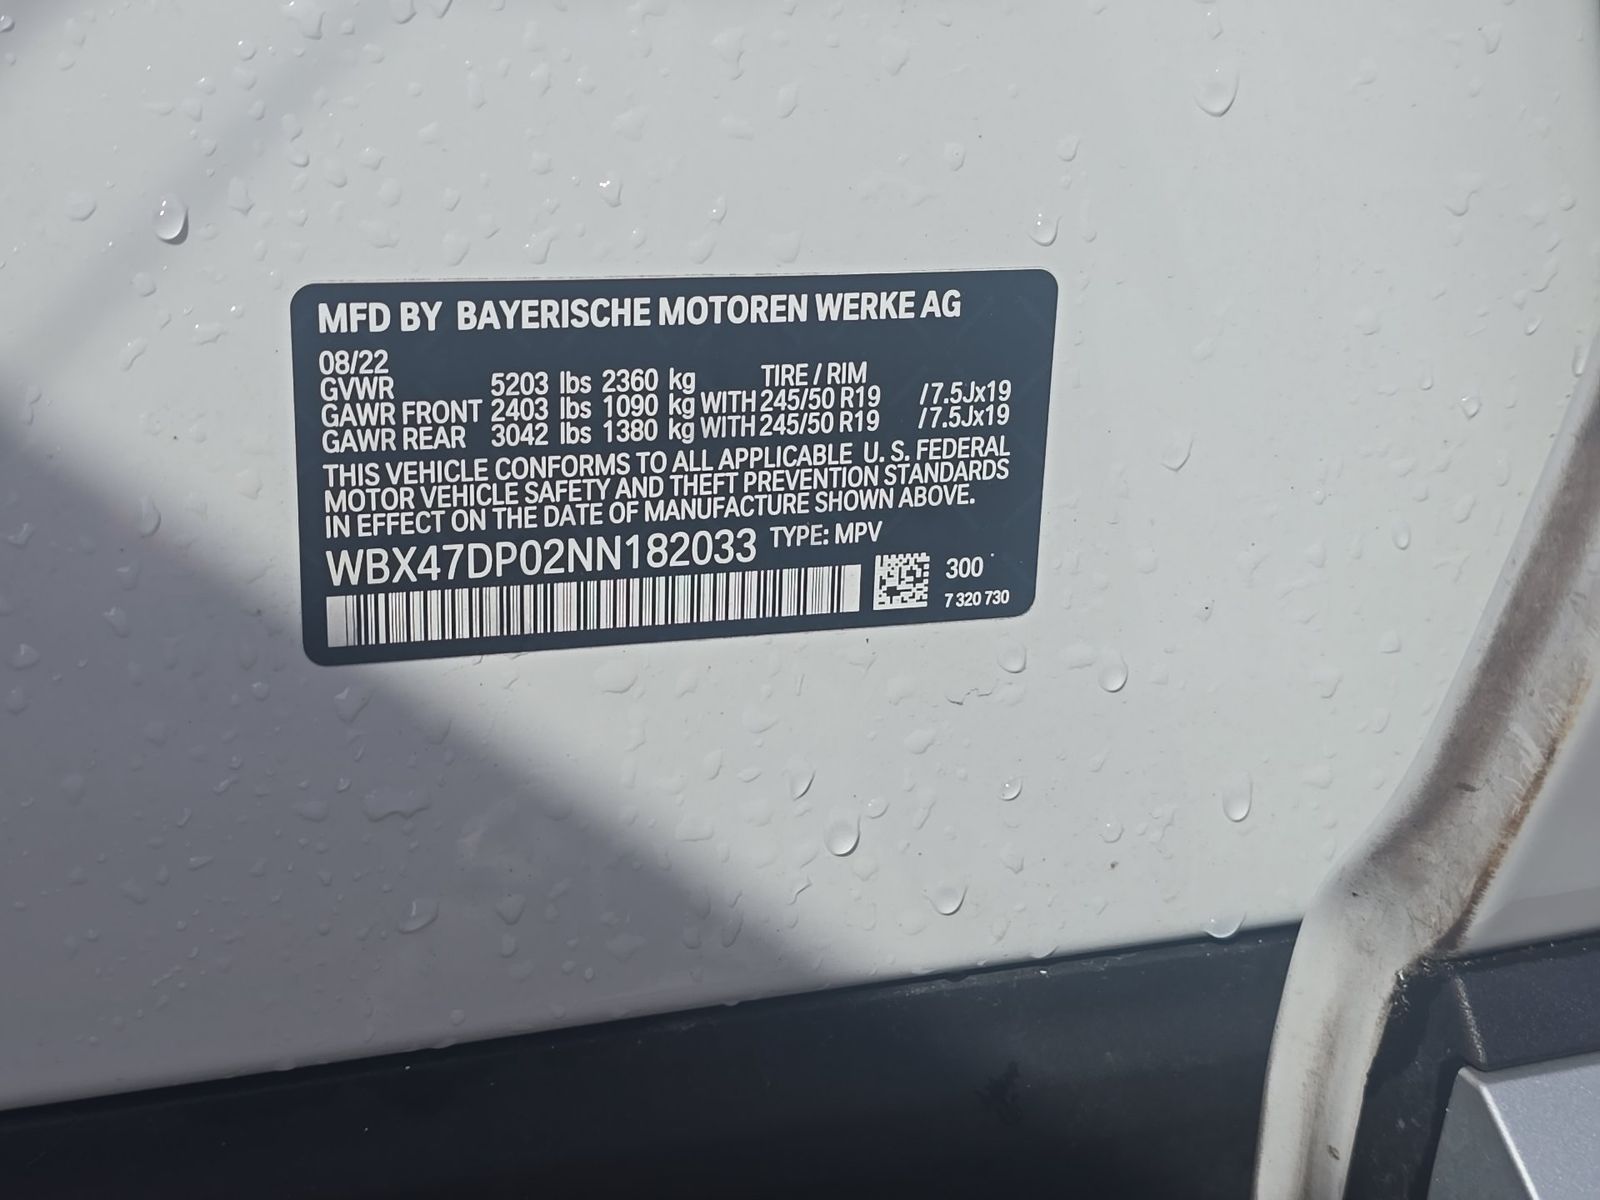 MFD BY BAYERISCHE MOTOREN WERKE AG
08/22
GVWR 5203 lbs 2360 kg TIRE / RIM
GAWR FRONT 2403 lbs 1090 kg WITH 245/50 R19 /7.5Jx19
GAWR REAR 3042 lbs 1380 kg WITH 245/50 R19 /7.5Jx19
THIS VEHICLE CONFORMS TO ALL APPLICABLE U. S. FEDERAL
MOTOR VEHICLE SAFETY AND THEFT PREVENTION STANDARDS
IN EFFECT ON THE DATE OF MANUFACTURE SHOWN ABOVE.
WBX47DP02NN182033 TYPE: MPV
300
7 320 730